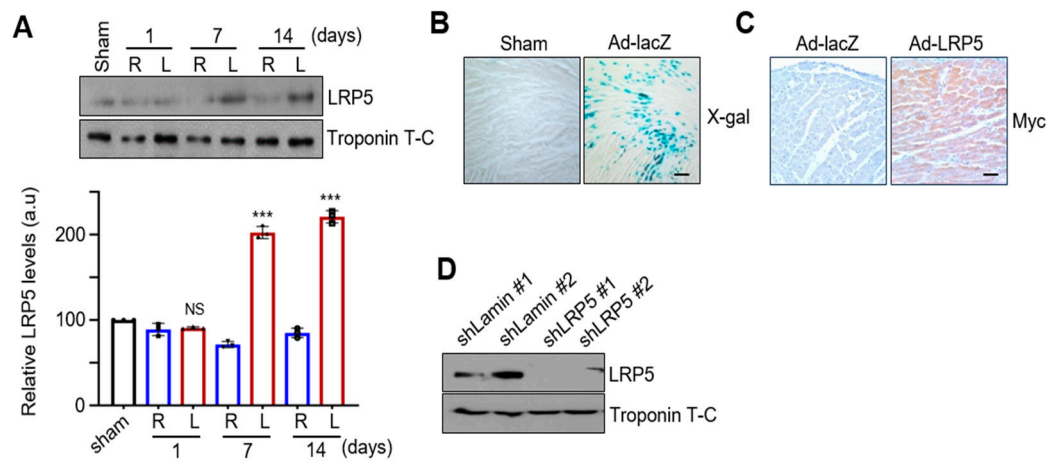 A
Sham
1 7 14 (days)
R L R L R L
LRP5
Troponin T-C
Relative LRP5 levels (a.u)
200
100
0
NS
***
***
sham
R L R L R L
1 7 14 (days)
B
Sham Ad-lacZ
X-gal
C
Ad-lacZ Ad-LRP5
Myc
D
shLamin #1
shLamin #2
shLRP5 #1
shLRP5 #2
LRP5
Troponin T-C